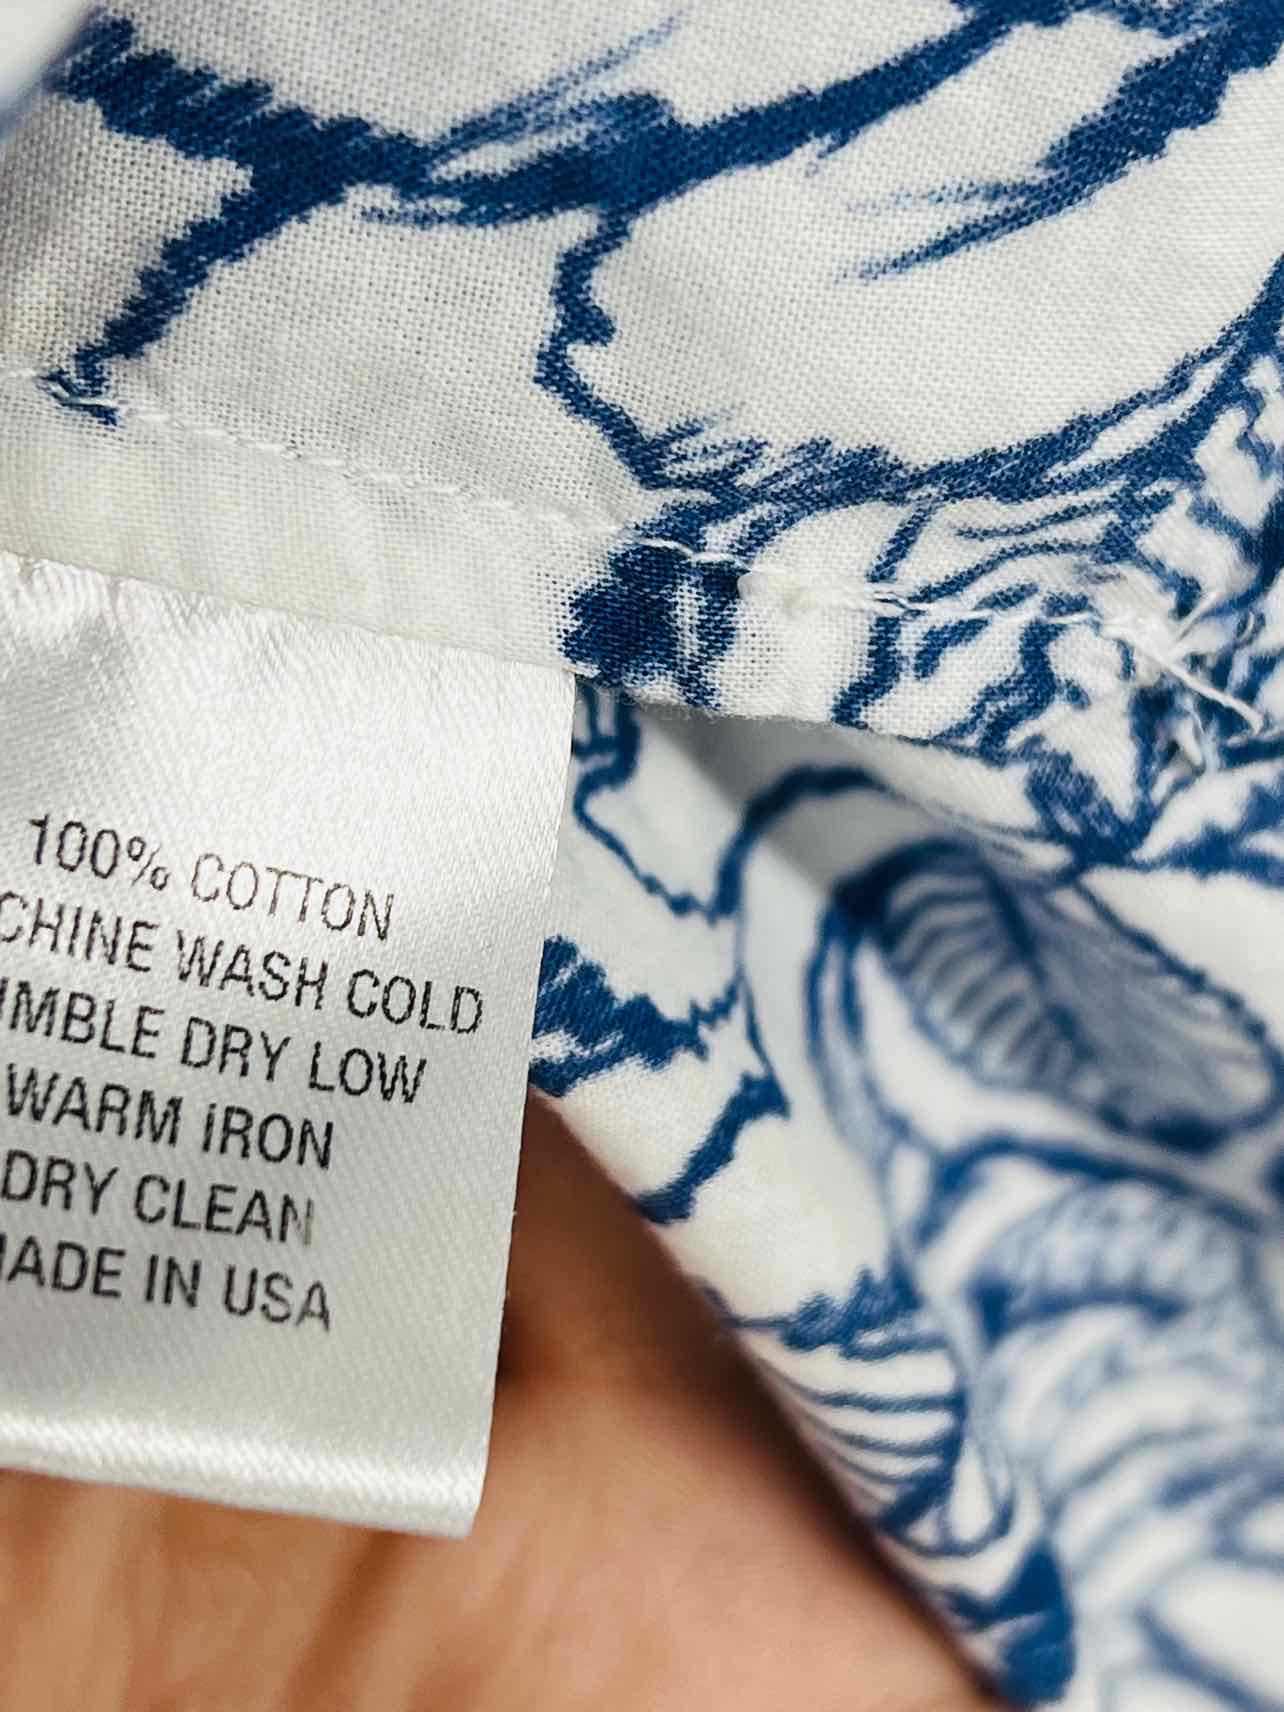 100% COTTON
CHINE WASH COLD
UMBLE DRY LOW
WARM IRON
DRY CLEAN
MADE IN USA